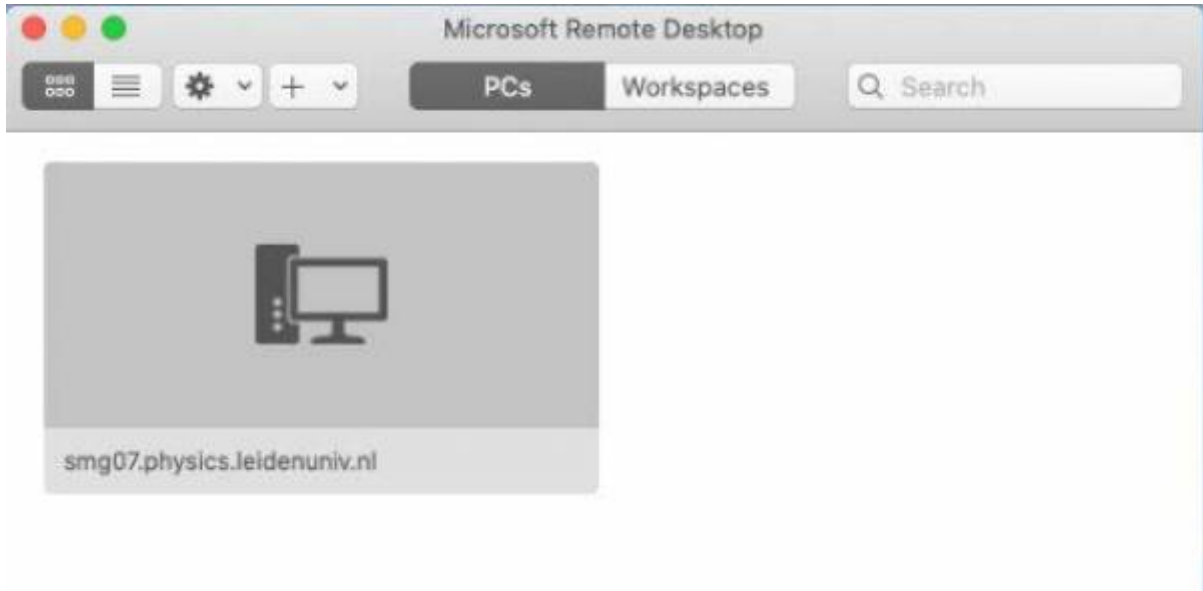 Microsoft Remote Desktop
PCs Workspaces Search
smg07.physics.leidenuniv.nl